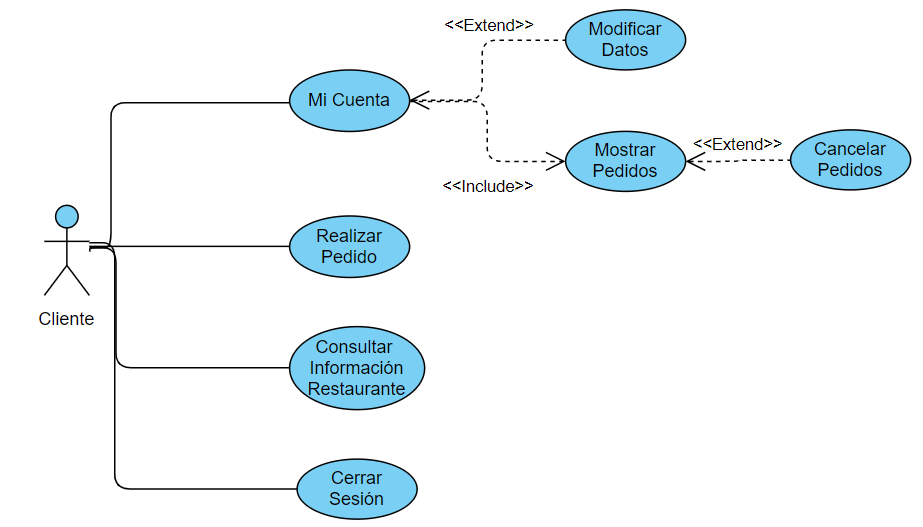 <<Extend>>
Modificar
Datos
Mi Cuenta
<<Include>>
Mostrar
Pedidos
<<Extend>>
Cancelar
Pedidos
Realizar
Pedido
Cliente
Consultar
Información
Restaurante
Cerrar
Sesión